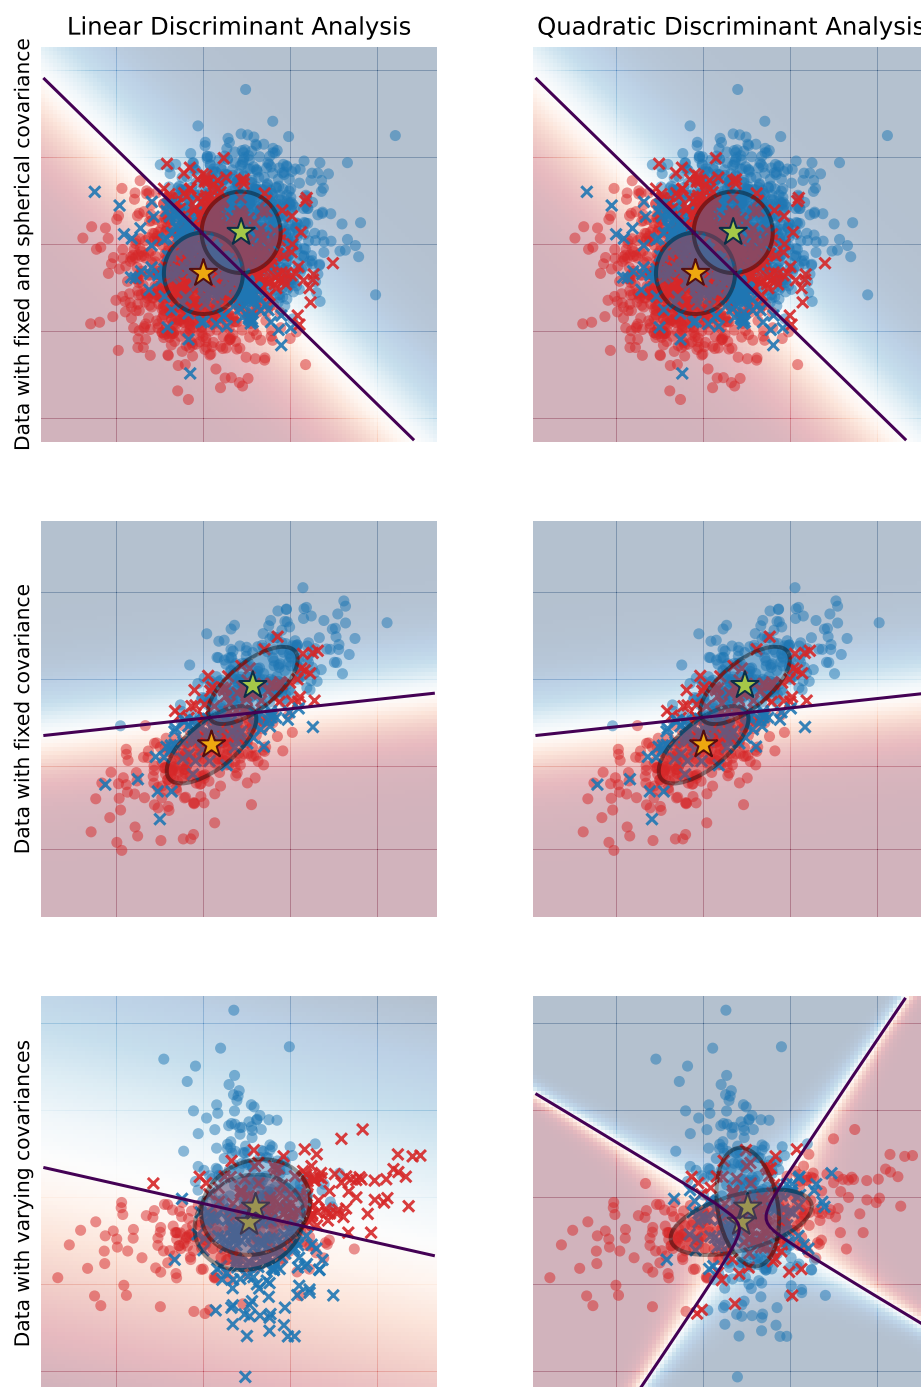 Linear Discriminant Analysis
Quadratic Discriminant Analysis
Data with fixed and spherical covariance
Data with fixed covariance
Data with varying covariances